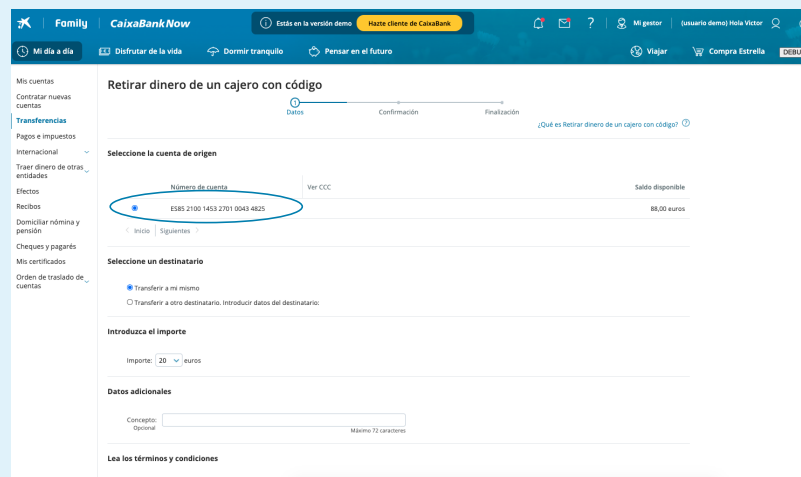 Family CaixaBankNow Estás en la versión demo Hazte cliente de CaixaBank ? Mi gestor (usuario demo) Hola Victor
Mi día a día Disfrutar de la vida Dormir tranquilo Pensar en el futuro Viajar Compra Estrella DEBU
Mis cuentas
Contratar nuevas
cuentas
Transferencias
Pagos e impuestos
Internacional
Traer dinero de otras
entidades
Efectos
Recibos
Domiciliar nómina y
pensión
Cheques y pagarés
Mis certificados
Orden de traslado de
cuentas
Retirar dinero de un cajero con código
1
Datos Confirmación Finalización
¿Qué es Retirar dinero de un cajero con código? ?
Seleccione la cuenta de origen
Número de cuenta Ver CCC Saldo disponible
ES85 2100 1453 2701 0043 4825 88,00 euros
< Inicio Siguientes >
Seleccione un destinatario
Transferir a mi mismo
Transferir a otro destinatario. Introducir datos del destinatario:
Introduzca el importe
Importe: 20 euros
Datos adicionales
Concepto:
Opcional
Máximo 72 caracteres
Lea los términos y condiciones